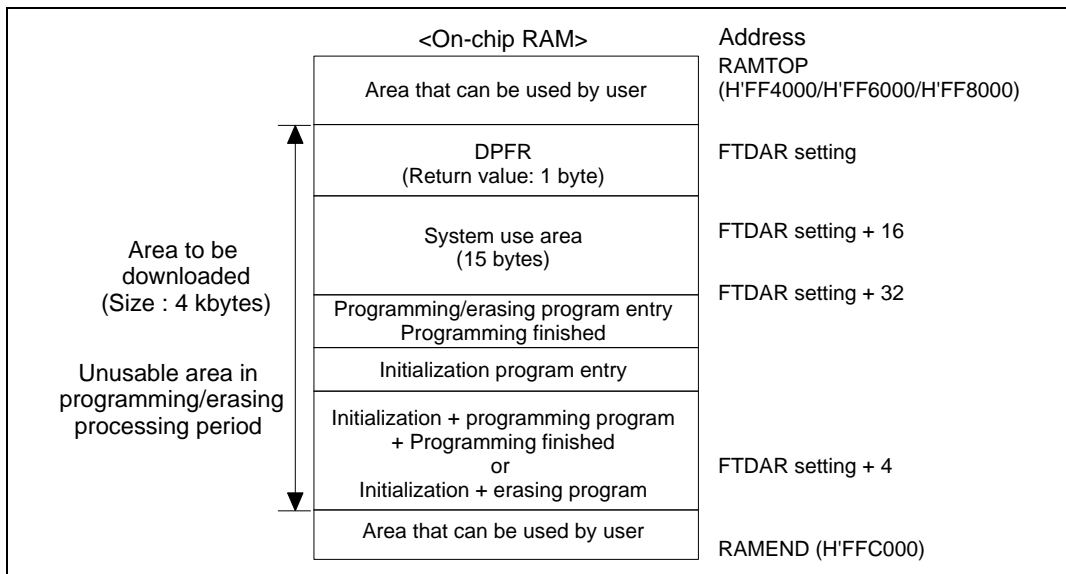 <On-chip RAM>
Address
Area that can be used by user
RAMTOP
(H'FF4000/H'FF6000/H'FF8000)
DPFR
(Return value: 1 byte)
FTDAR setting
System use area
(15 bytes)
FTDAR setting + 16
Area to be
downloaded
(Size : 4 kbytes)
FTDAR setting + 32
Programming/erasing program entry
Programming finished
Initialization program entry
Unusable area in
programming/erasing
processing period
Initialization + programming program
+ Programming finished
or
Initialization + erasing program
FTDAR setting + 4
Area that can be used by user
RAMEND (H'FFC000)